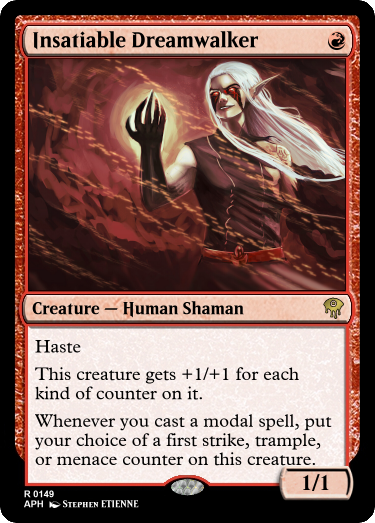 Insatiable Dreamwalker
Creature — Human Shaman
Haste
This creature gets +1/+1 for each
kind of counter on it.
Whenever you cast a modal spell, put
your choice of a first strike, trample,
or menace counter on this creature.
1/1
R 0149
APH Stephen ETIENNE